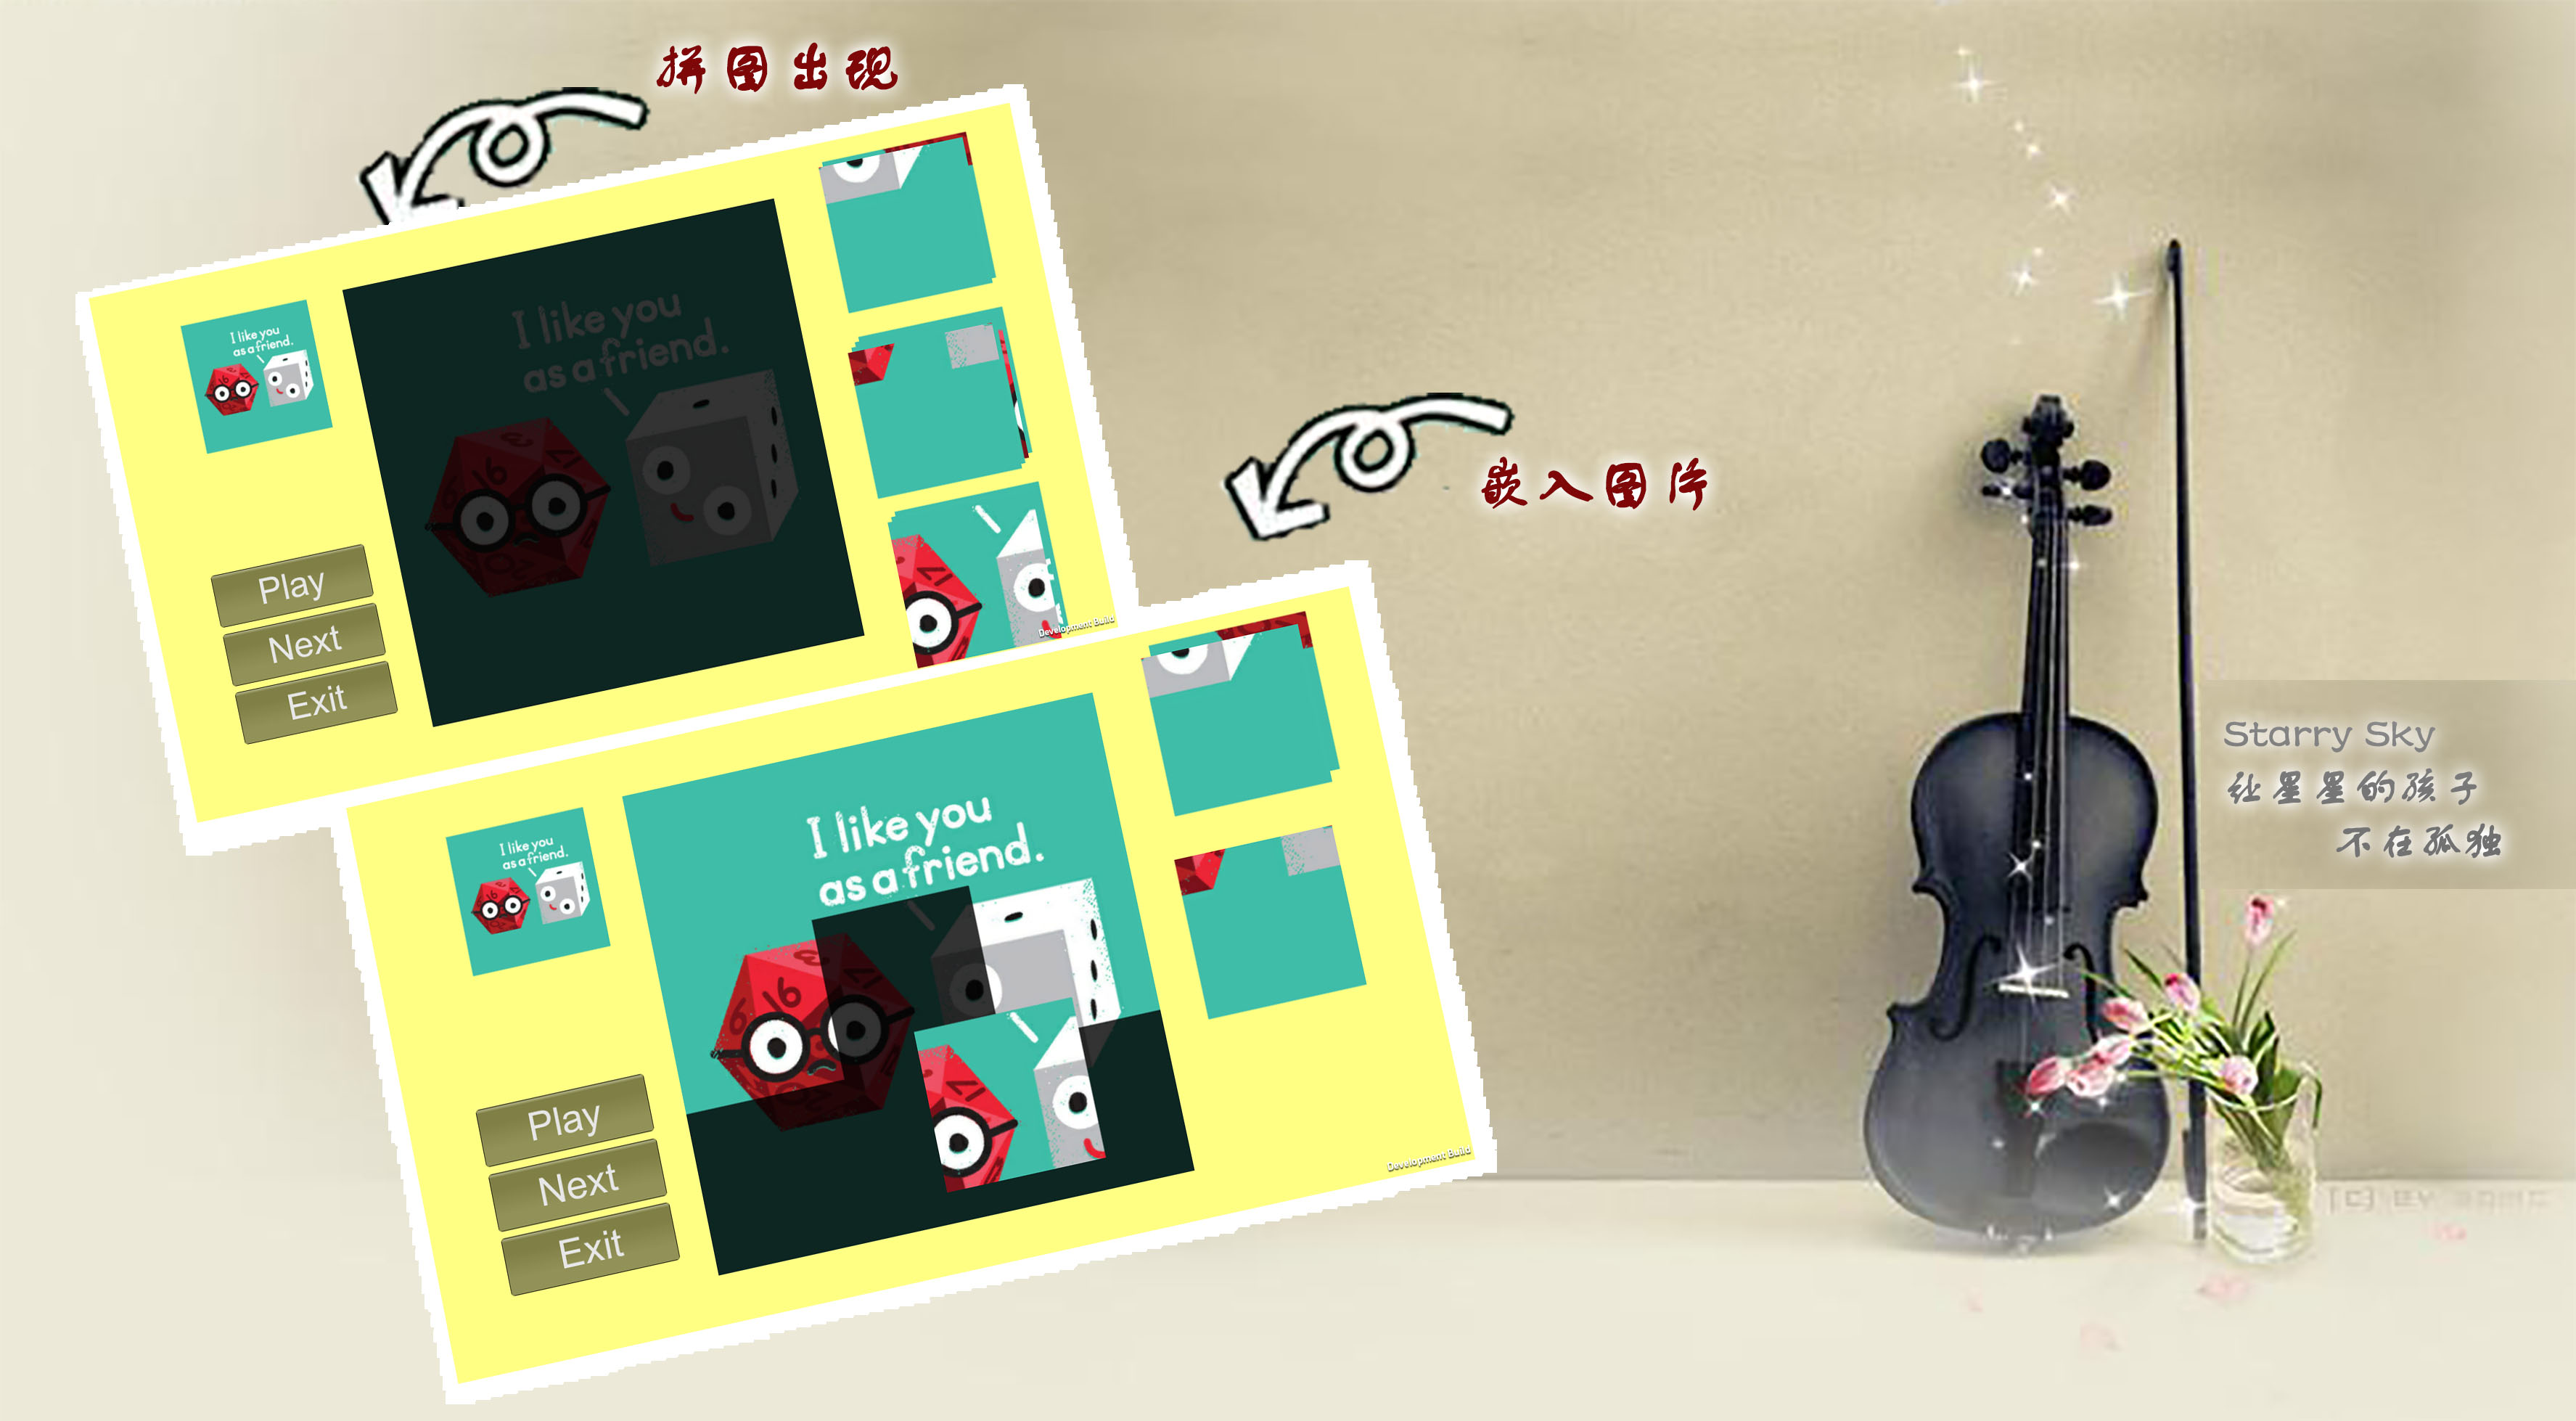 拼图出现
I like you
as a friend.
I like you
as a friend.
Play
Next
Exit
Development Build
嵌入图片
I like you
as a friend.
I like you
as a friend.
16
Play
Next
Exit
Development Build
Starry Sky
让星星的孩子
不在孤独